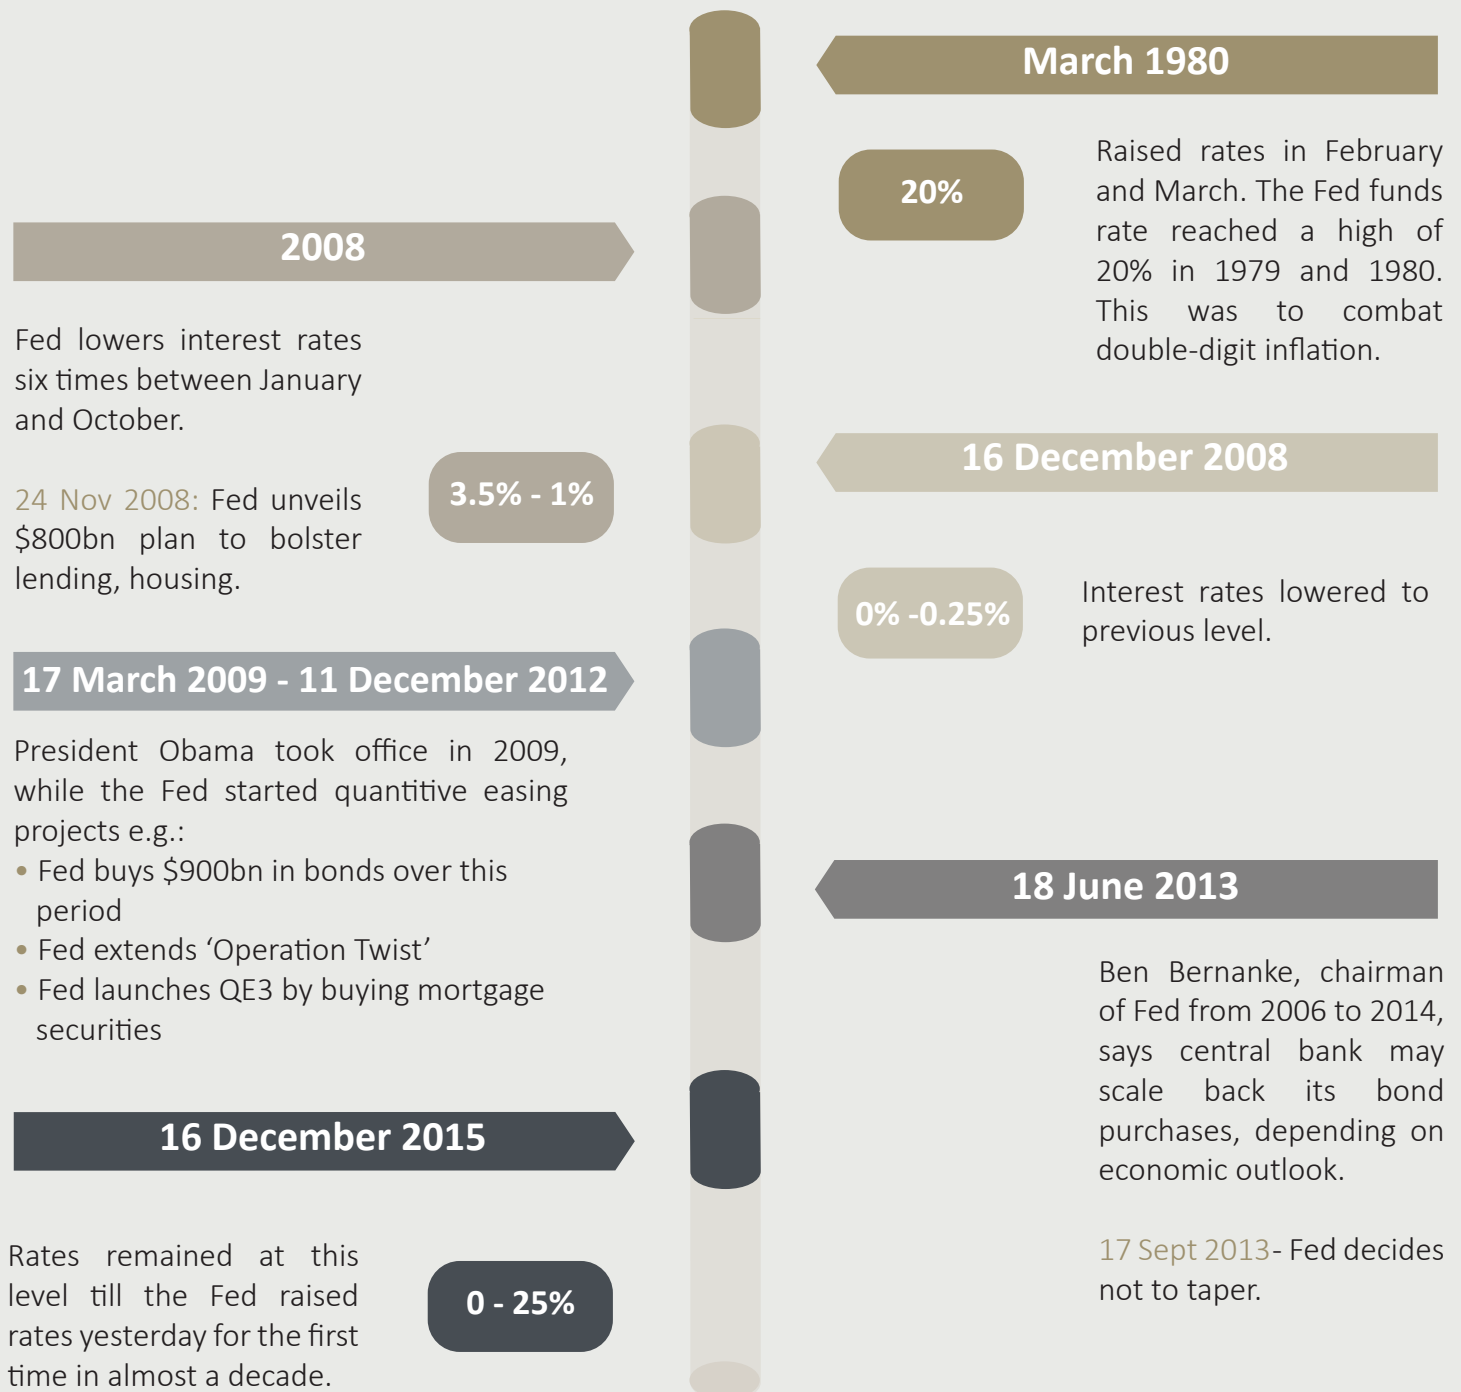 March 1980
20%
Raised rates in February
and March. The Fed funds
rate reached a high of
20% in 1979 and 1980.
This was to combat
double-digit inflation.
2008
Fed lowers interest rates
six times between January
and October.
24 Nov 2008: Fed unveils
$800bn plan to bolster
lending, housing.
3.5% - 1%
16 December 2008
0% -0.25%
Interest rates lowered to
previous level.
17 March 2009 - 11 December 2012
President Obama took office in 2009,
while the Fed started quantitive easing
projects e.g.:
• Fed buys $900bn in bonds over this
period
• Fed extends ‘Operation Twist’
• Fed launches QE3 by buying mortgage
securities
18 June 2013
Ben Bernanke, chairman
of Fed from 2006 to 2014,
says central bank may
scale back its bond
purchases, depending on
economic outlook.
17 Sept 2013- Fed decides
not to taper.
16 December 2015
Rates remained at this
level till the Fed raised
rates yesterday for the first
time in almost a decade.
0 - 25%